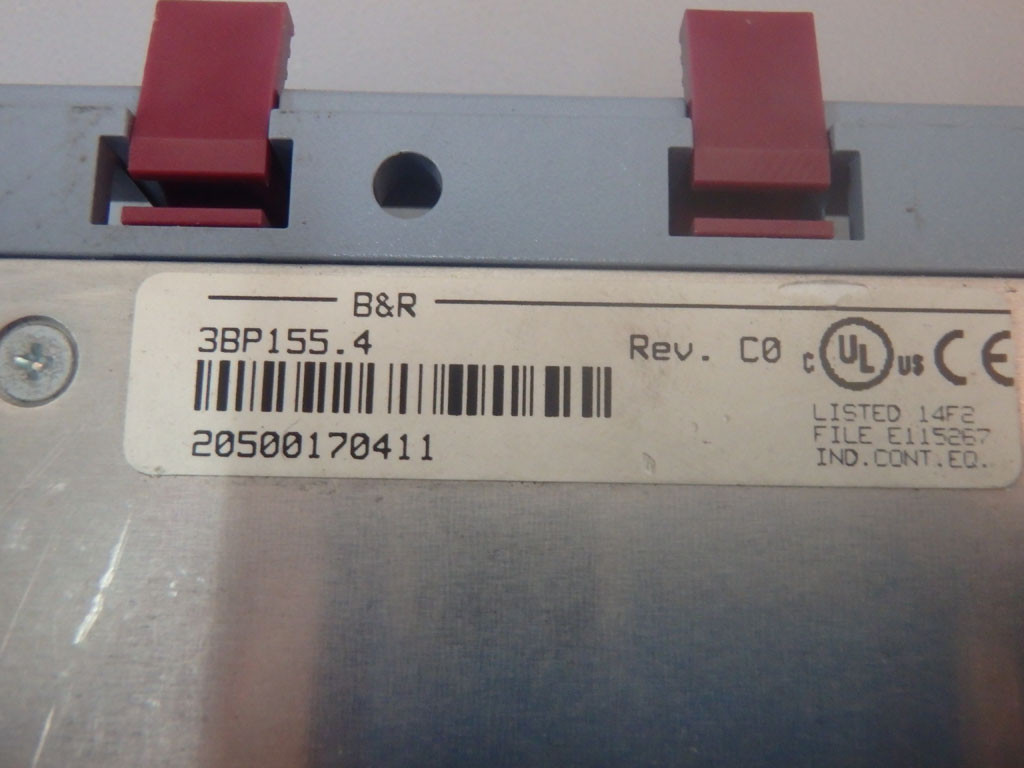 B&R
3BP155.4 Rev. C0 c UL US CE
20500170411
LISTED 14F2
FILE E115267
IND.CONT.EQ.